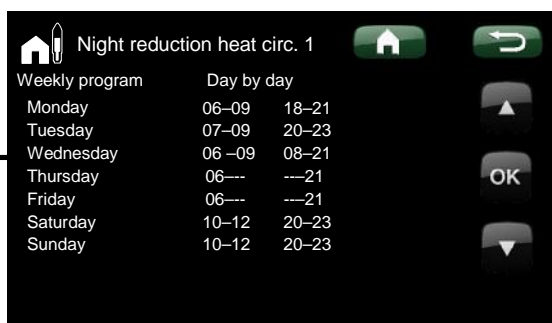 Night reduction heat circ. 1
Weekly program Day by day
Monday 06–09 18–21
Tuesday 07–09 20–23
Wednesday 06 –09 08–21
Thursday 06–-- --–21
Friday 06–-- --–21
Saturday 10–12 20–23
Sunday 10–12 20–23
OK